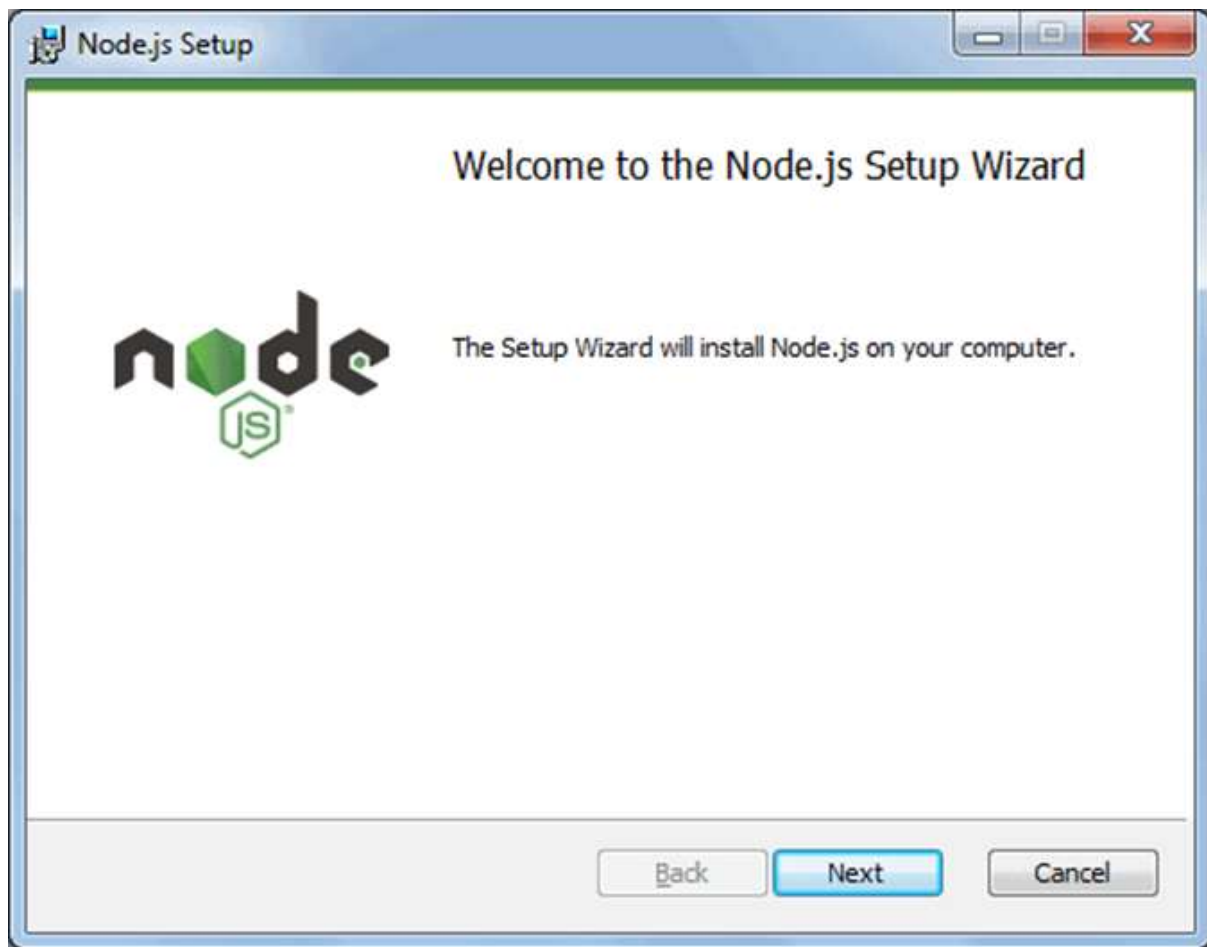 Node.js Setup
Welcome to the Node.js Setup Wizard
node
JS®
The Setup Wizard will install Node.js on your computer.
Back
Next
Cancel